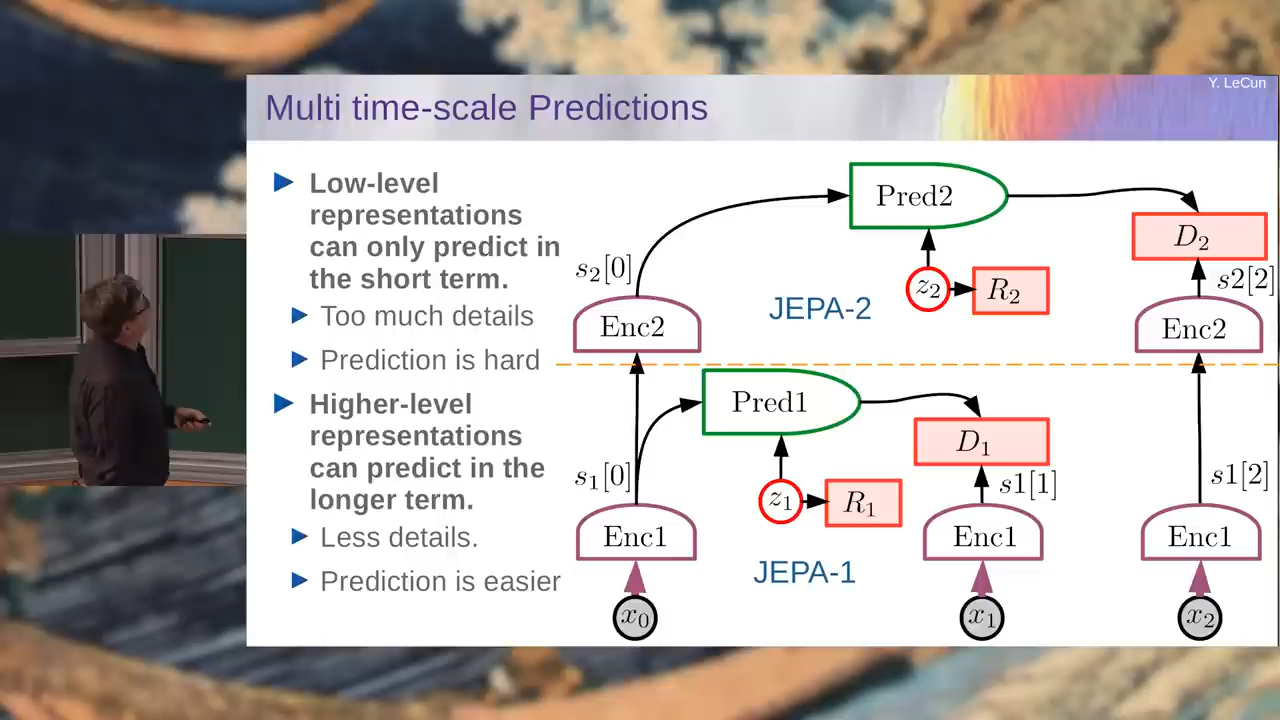 Y. LeCun
Multi time-scale Predictions
Low-level
representations
can only predict in
the short term.
Too much details
Prediction is hard
Higher-level
representations
can predict in the
longer term.
Less details.
Prediction is easier
Pred2
D₂
s₂[0]
z₂
R₂
s2[2]
JEPA-2
Enc2
Enc2
Pred1
D₁
s₁[0]
z₁
R₁
s1[1]
s1[2]
Enc1
Enc1
Enc1
JEPA-1
x₀
x₁
x₂